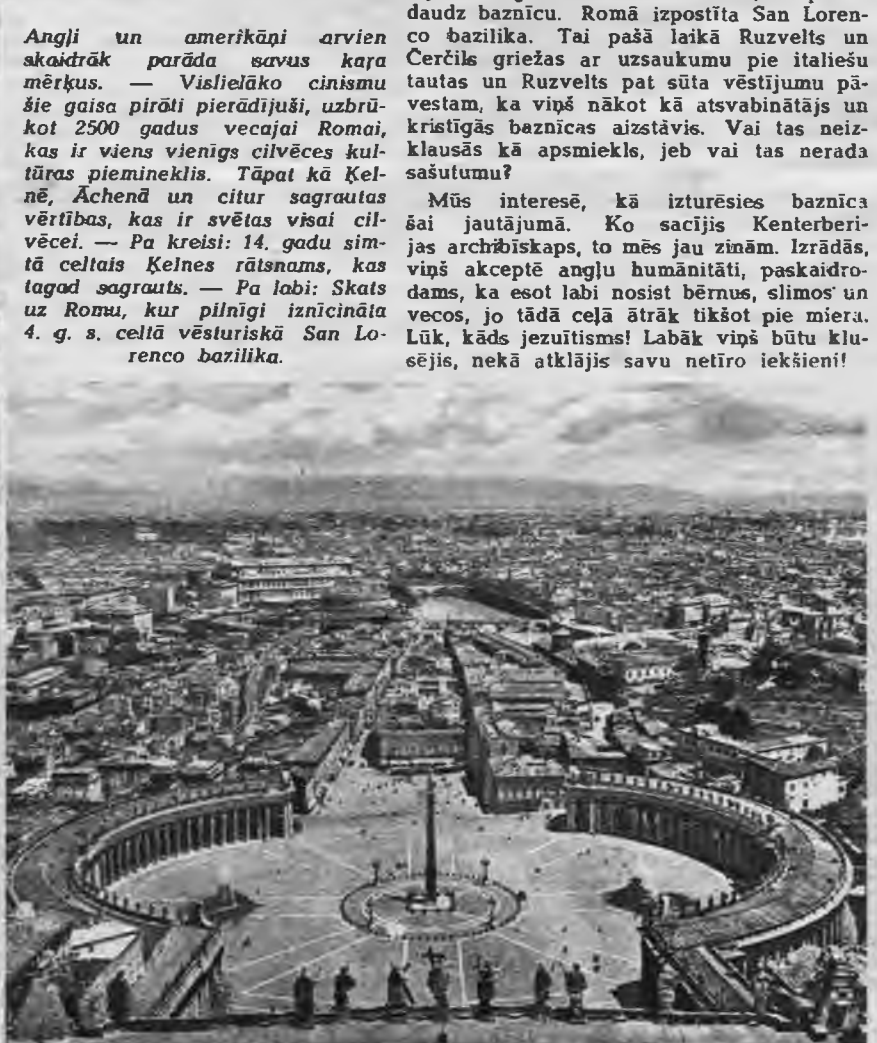 Angļi un amerikāņi arvien
skaidrāk parāda savus kaŗa
mērķus. — Vislielāko cinismu
šie gaisa pirāti pierādījuši, uzbrū-
kot 2500 gadus vecajai Romai,
kas ir viens vienīgs cilvēces kul-
tūras piemineklis. Tāpat kā Ķel-
nē, Āchenā un citur sagrautas
vērtības, kas ir svētas visai cil-
vēcei. — Pa kreisi: 14. gadu sim-
tā celtais Ķelnes rātsnams, kas
tagad sagrauts. — Pa labi: Skats
uz Romu, kur pilnīgi iznīcināta
4. g. s. celtā vēsturiskā San Lo-
renco bazilika.
daudz baznīcu. Romā izpostīta San Loren-
co bazilika. Tai pašā laikā Ruzvelts un
Čerčils griežas ar uzsaukumu pie italiešu
tautas un Ruzvelts pat sūta vēstījumu pā-
vestam, ka viņš nākot kā atsvabinātājs un
kristīgās baznīcas aizstāvis. Vai tas neiz-
klausās kā apsmiekls, jeb vai tas nerada
sašutumu?
Mūs interesē, kā izturēsies baznīca
šai jautājumā. Ko sacījis Kenterberi-
jas archibīskaps, to mēs jau zinām. Izrādās,
viņš akceptē angļu humānitāti, paskaidro-
dams, ka esot labi nosist bērnus, slimos un
vecos, jo tādā ceļā ātrāk tikšot pie miera.
Lūk, kāds jezuītisms! Labāk viņš būtu klu-
sējis, nekā atklājis savu netīro iekšieni!